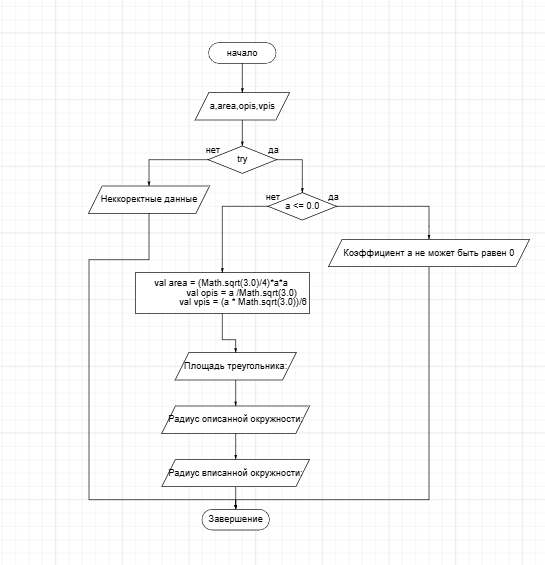 начало
a,area,opis,vpis
нет
да
try
Неккоректные данные
нет
да
a <= 0.0
Коэффициент а не может быть равен 0
val area = (Math.sqrt(3.0)/4)*a*a
val opis = a /Math.sqrt(3.0)
val vpis = (a * Math.sqrt(3.0))/6
Площадь треугольника:
Радиус описанной окружности:
Радиус вписанной окружности:
Завершение